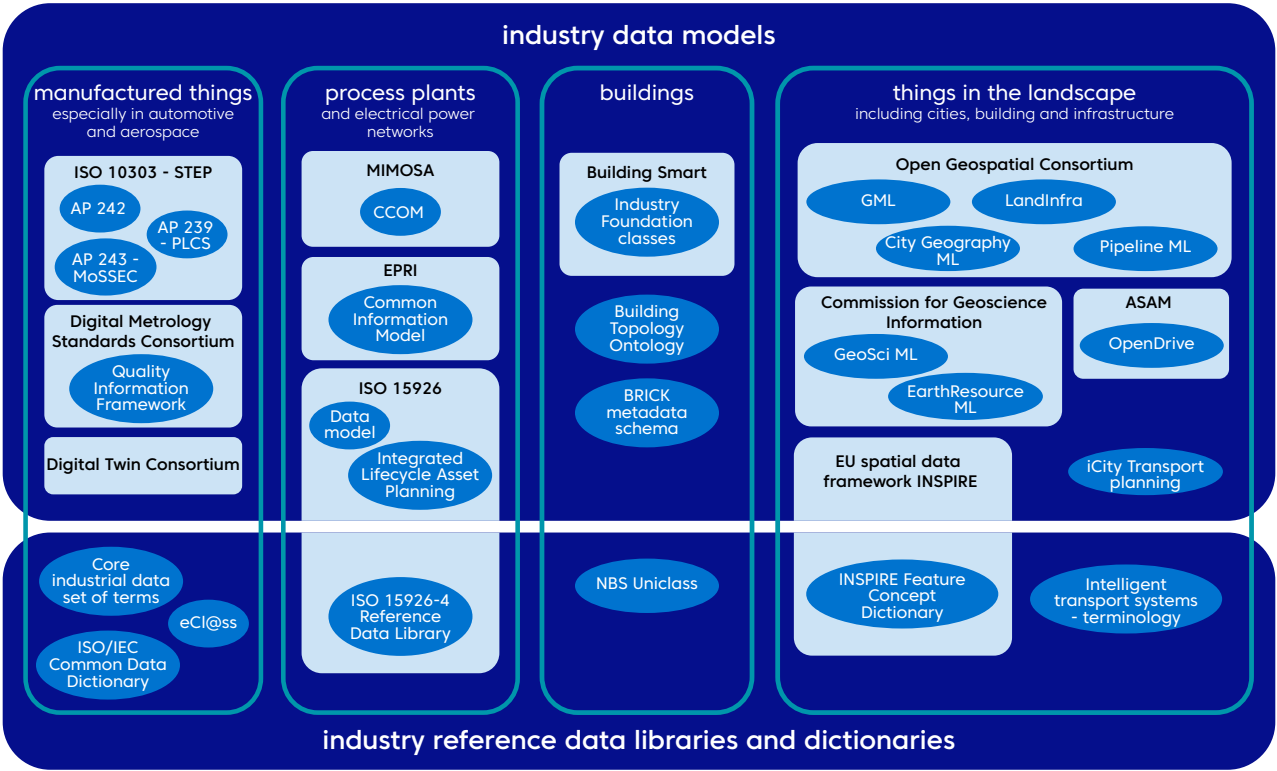 industry data models
manufactured things
especially in automotive
and aerospace
ISO 10303 - STEP
AP 242
AP 239
- PLCS
AP 243 -
MoSSEC
Digital Metrology
Standards Consortium
Quality
Information
Framework
Digital Twin Consortium
Core
industrial data
set of terms
eCl@ss
ISO/IEC
Common Data
Dictionary
process plants
and electrical power
networks
MIMOSA
CCOM
EPRI
Common
Information
Model
ISO 15926
Data
model
Integrated
Lifecycle Asset
Planning
ISO 15926-4
Reference
Data Library
buildings
Building Smart
Industry
Foundation
classes
Building
Topology
Ontology
BRICK
metadata
schema
NBS Uniclass
things in the landscape
including cities, building and infrastructure
Open Geospatial Consortium
GML
LandInfra
City Geography
ML
Pipeline ML
Commission for Geoscience
Information
GeoSci ML
EarthResource
ML
ASAM
OpenDrive
EU spatial data
framework INSPIRE
iCity Transport
planning
INSPIRE Feature
Concept
Dictionary
Intelligent
transport systems
- terminology
industry reference data libraries and dictionaries